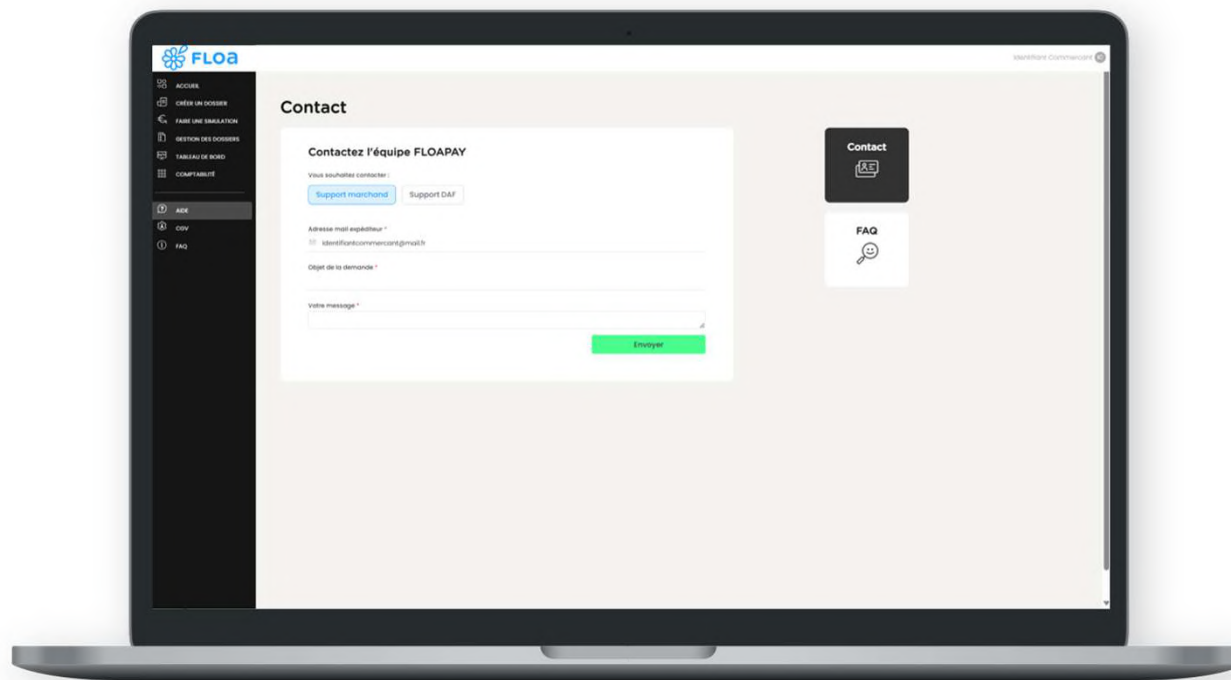 FLOa
Identifiant Commercant
ACCUEIL
CRÉER UN DOSSIER
FAIRE UNE SIMULATION
GESTION DES DOSSIERS
TABLEAU DE BORD
COMPTABILITÉ
AIDE
CGV
FAQ
Contact
Contactez l'équipe FLOAPAY
Vous souhaitez contacter :
Support marchand
Support DAF
Adresse mail expéditeur *
identifiantcommercant@mail.fr
Objet de la demande *
Votre message *
Envoyer
Contact
FAQ